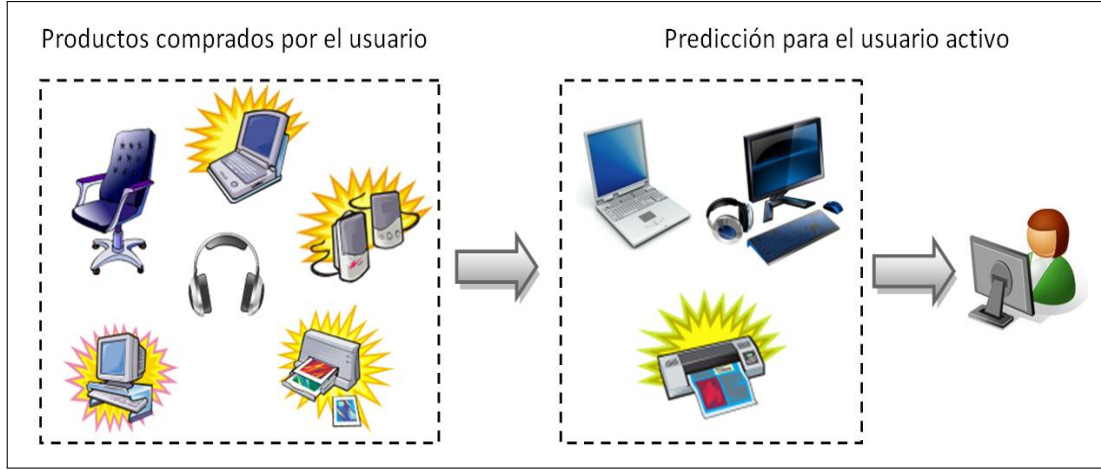 Productos comprados por el usuario
Predicción para el usuario activo